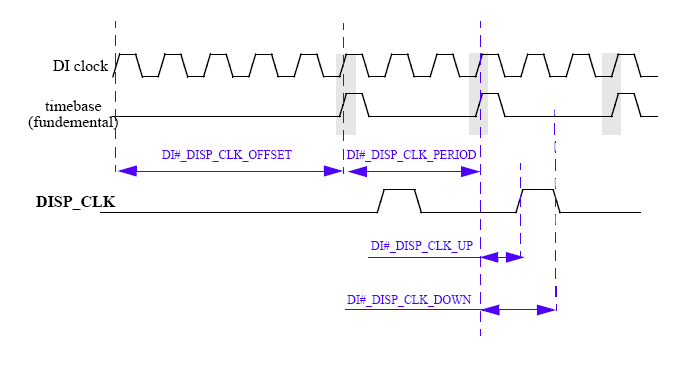 DI clock
timebase
(fundemental)
DI#_DISP_CLK_OFFSET
DI#_DISP_CLK_PERIOD
DISP_CLK
DI#_DISP_CLK_UP
DI#_DISP_CLK_DOWN